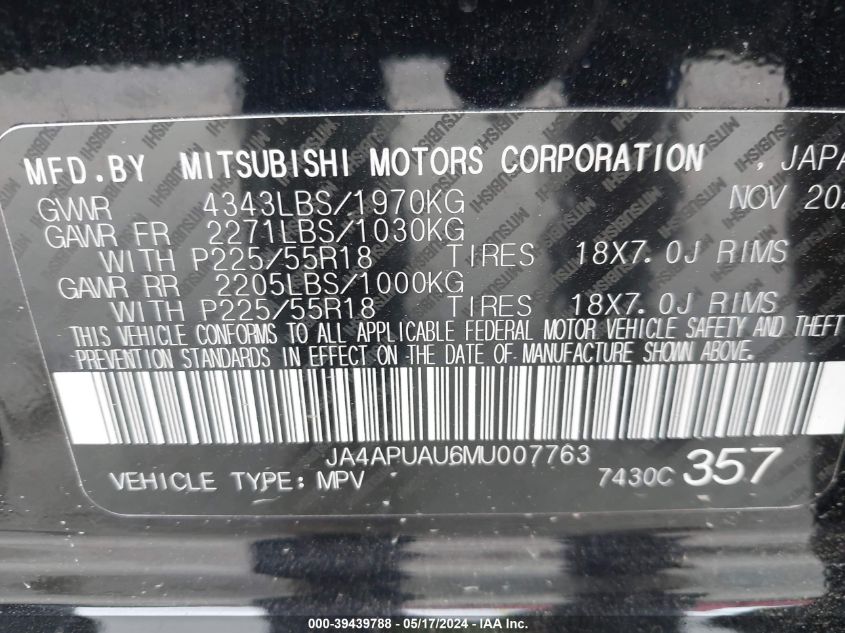 MFD.BY MITSUBISHI MOTORS CORPORATION , JAPA
GVWR 4343LBS/1970KG NOV 202
GAWR FR 2271LBS/1030KG
WITH P225/55R18 TIRES 18X7.0J RIMS
GAWR RR 2205LBS/1000KG
WITH P225/55R18 TIRES 18X7.0J RIMS
THIS VEHICLE CONFORMS TO ALL APPLICABLE FEDERAL MOTOR VEHICLE SAFETY AND THEFT
PREVENTION STANDARDS IN EFFECT ON THE DATE OF MANUFACTURE SHOWN ABOVE.
JA4APUAU6MU007763
VEHICLE TYPE: MPV 7430C 357
000-39439788 - 05/17/2024 - IAA Inc.